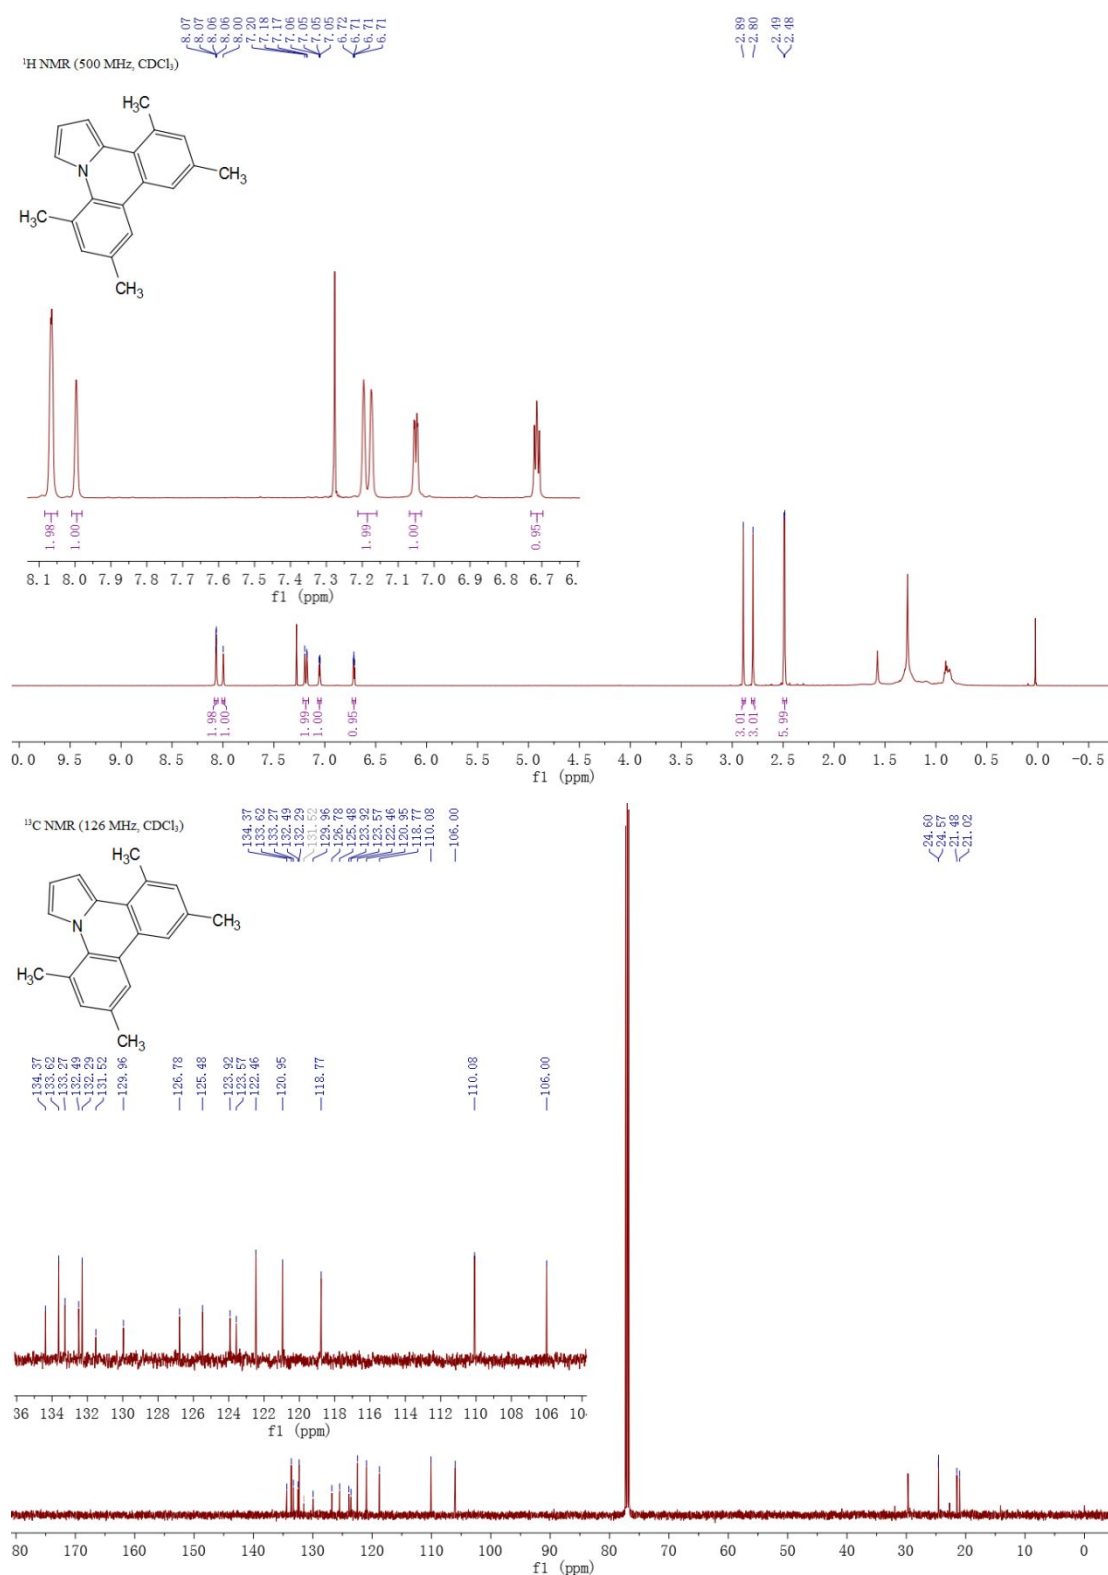 8.07 8.07 8.06 8.06 8.00 7.20 7.18 7.17 7.06 7.05 7.05 7.05 6.72 6.71 6.71 6.71 2.89 2.80 2.49 2.48
¹H NMR (500 MHz, CDCl₃)
H₃C
N
CH₃
H₃C
CH₃
1.98 1.00 1.99 1.00 0.95
8.1 8.0 7.9 7.8 7.7 7.6 7.5 7.4 7.3 7.2 7.1 7.0 6.9 6.8 6.7 6.
f1 (ppm)
1.98 1.00 1.99 1.00 0.95 3.01 3.01 5.99
0.0 9.5 9.0 8.5 8.0 7.5 7.0 6.5 6.0 5.5 5.0 4.5 4.0 3.5 3.0 2.5 2.0 1.5 1.0 0.5 0.0 -0.5
f1 (ppm)
134.37 133.62 133.27 132.49 132.29 131.52 129.96 126.78 125.48 123.92 123.57 122.46 120.95 118.77 110.08 106.00 24.60 24.57 21.48 21.02
¹³C NMR (126 MHz, CDCl₃)
H₃C
N
CH₃
H₃C
CH₃
134.37 133.62 133.27 132.49 132.29 131.52 129.96 126.78 125.48 123.92 123.57 122.46 120.95 118.77 110.08 106.00
36 134 132 130 128 126 124 122 120 118 116 114 112 110 108 106 10
f1 (ppm)
80 170 160 150 140 130 120 110 100 90 80 70 60 50 40 30 20 10 0
f1 (ppm)